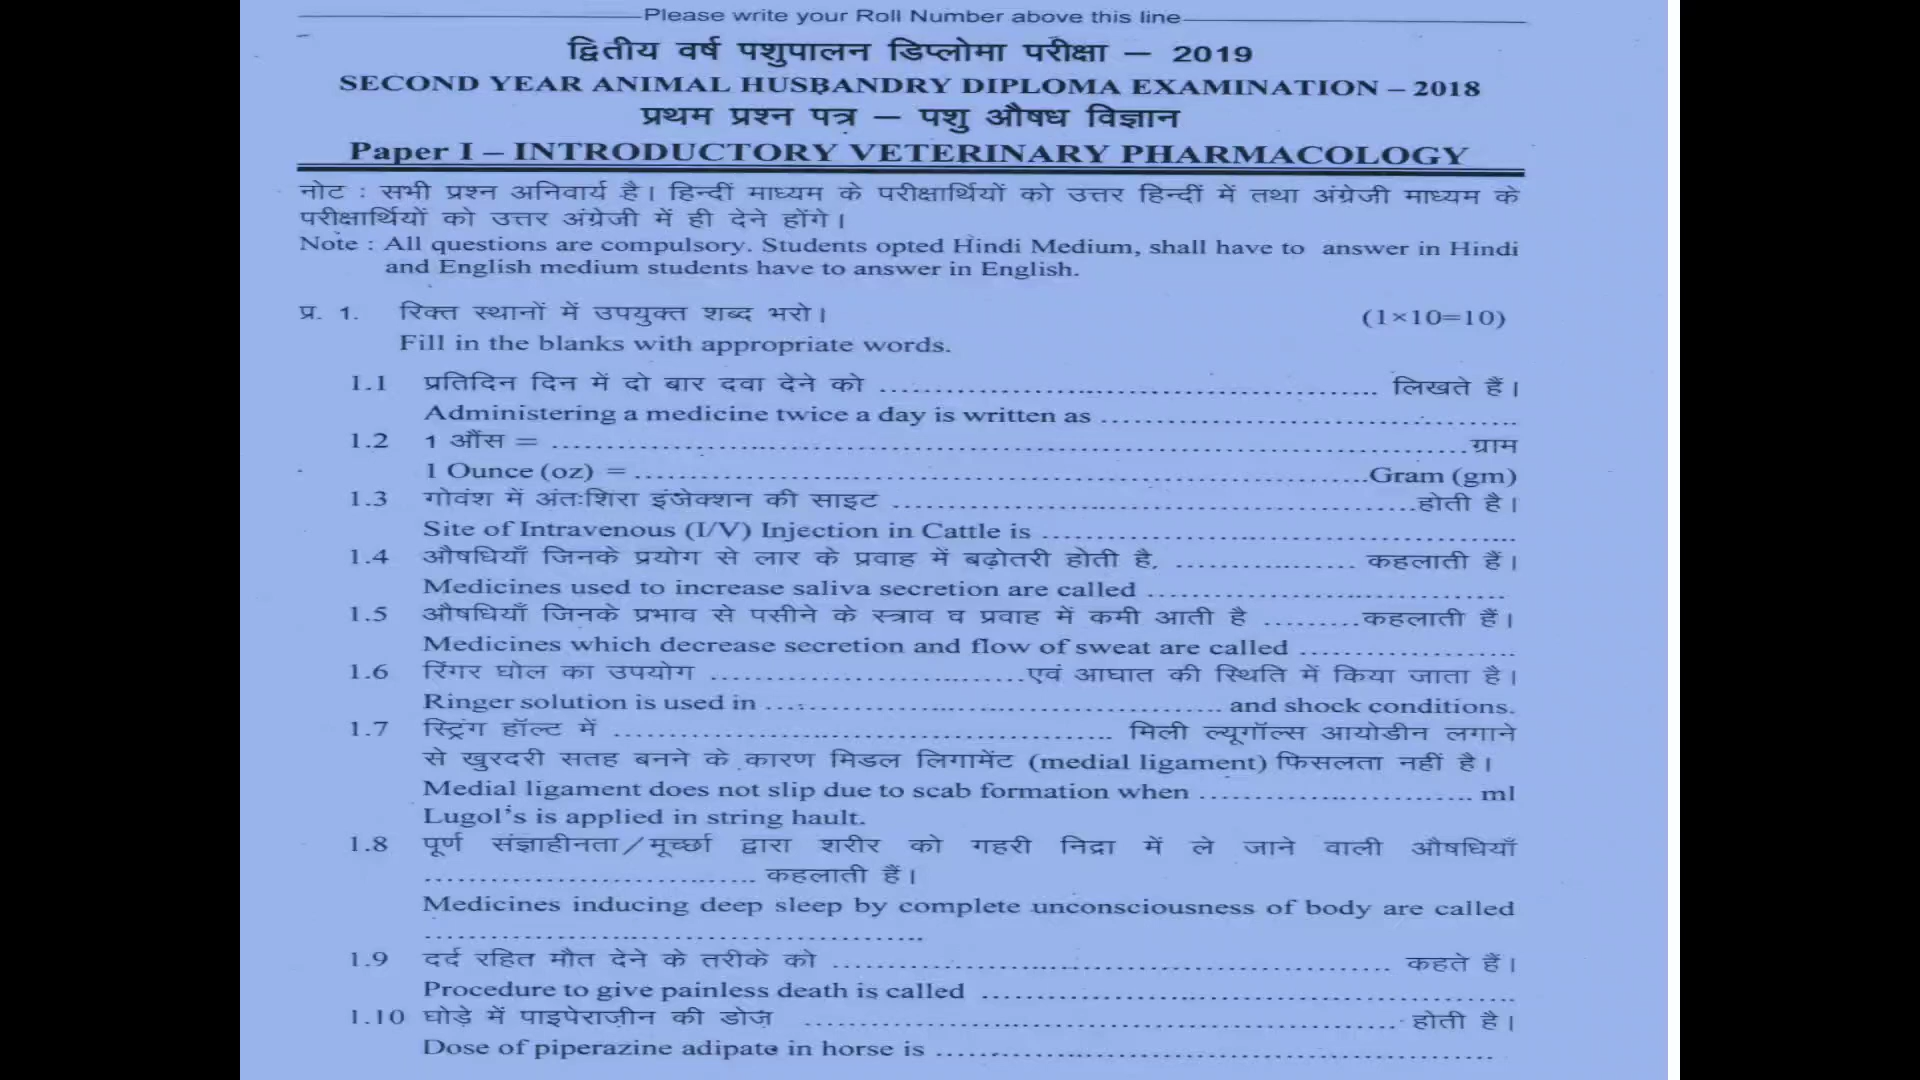 Please write your Roll Number above this line
द्वितीय वर्ष पशुपालन डिप्लोमा परीक्षा – 2019
SECOND YEAR ANIMAL HUSBANDRY DIPLOMA EXAMINATION – 2018
प्रथम प्रश्न पत्र – पशु औषध विज्ञान
Paper I – INTRODUCTORY VETERINARY PHARMACOLOGY
नोट : सभी प्रश्न अनिवार्य है। हिन्दीं माध्यम के परीक्षार्थियों को उत्तर हिन्दीं में तथा अंग्रेजी माध्यम के
परीक्षार्थियों को उत्तर अंग्रेजी में ही देने होंगे।
Note : All questions are compulsory. Students opted Hindi Medium, shall have to answer in Hindi
and English medium students have to answer in English.
प्र. 1. रिक्त स्थानों में उपयुक्त शब्द भरो। (1×10=10)
Fill in the blanks with appropriate words.
1.1 प्रतिदिन दिन में दो बार दवा देने को .................... लिखते हैं।
Administering a medicine twice a day is written as ....................
1.2 1 औंस = ....................ग्राम
1 Ounce (oz) = ....................Gram (gm)
1.3 गोवंश में अंतःशिरा इंजेक्शन की साइट ....................होती है।
Site of Intravenous (I/V) Injection in Cattle is ....................
1.4 औषधियाँ जिनके प्रयोग से लार के प्रवाह में बढ़ोतरी होती है, .................... कहलाती हैं।
Medicines used to increase saliva secretion are called ....................
1.5 औषधियाँ जिनके प्रभाव से पसीने के स्त्राव व प्रवाह में कमी आती है .........कहलाती हैं।
Medicines which decrease secretion and flow of sweat are called ....................
1.6 रिंगर घोल का उपयोग ....................एवं आघात की स्थिति में किया जाता है।
Ringer solution is used in .................... and shock conditions.
1.7 स्ट्रिंग हॉल्ट में .................... मिली ल्यूगॉल्स आयोडीन लगाने
से खुरदरी सतह बनने के कारण मिडल लिगामेंट (medial ligament) फिसलता नहीं है।
Medial ligament does not slip due to scab formation when .................... ml
Lugol's is applied in string hault.
1.8 पूर्ण संज्ञाहीनता/मूर्च्छा द्वारा शरीर को गहरी निद्रा में ले जाने वाली औषधियाँ
.................... कहलाती हैं।
Medicines inducing deep sleep by complete unconsciousness of body are called
....................
1.9 दर्द रहित मौत देने के तरीके को .................... कहते हैं।
Procedure to give painless death is called ....................
1.10 घोड़े में पाइपेराज़ीन की डोज़ .................... होती है।
Dose of piperazine adipate in horse is ....................